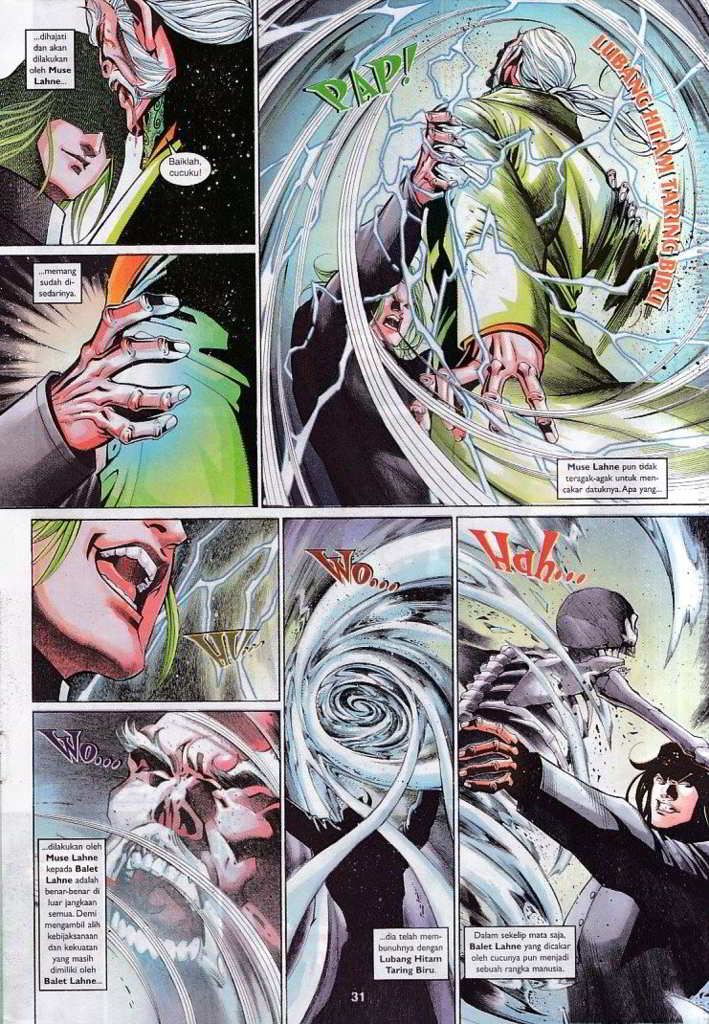 ...dihajati
dan akan
dilakukan
oleh Muse
Lahne...
Baiklah,
cucuku!
...memang
sudah di-
sedarinya.
PAP!
LUBANG HITAM TARING BIRU
Muse Lahne pun tidak
teragak-agak untuk men-
cakar datuknya. Apa yang...
HI...
Wo...
...dilakukan oleh
Muse Lahne
kepada Balet
Lahne adalah
benar-benar di
luar jangkaan
semua. Demi
mengambil alih
kebijaksanaan
dan kekuatan
yang masih
dimiliki oleh
Balet Lahne...
Wo...
...dia telah mem-
bunuhnya dengan
Lubang Hitam
Taring Biru.
Hah...
Dalam sekelip mata saja,
Balet Lahne yang dicakar
oleh cucunya pun menjadi
sebuah rangka manusia.
31